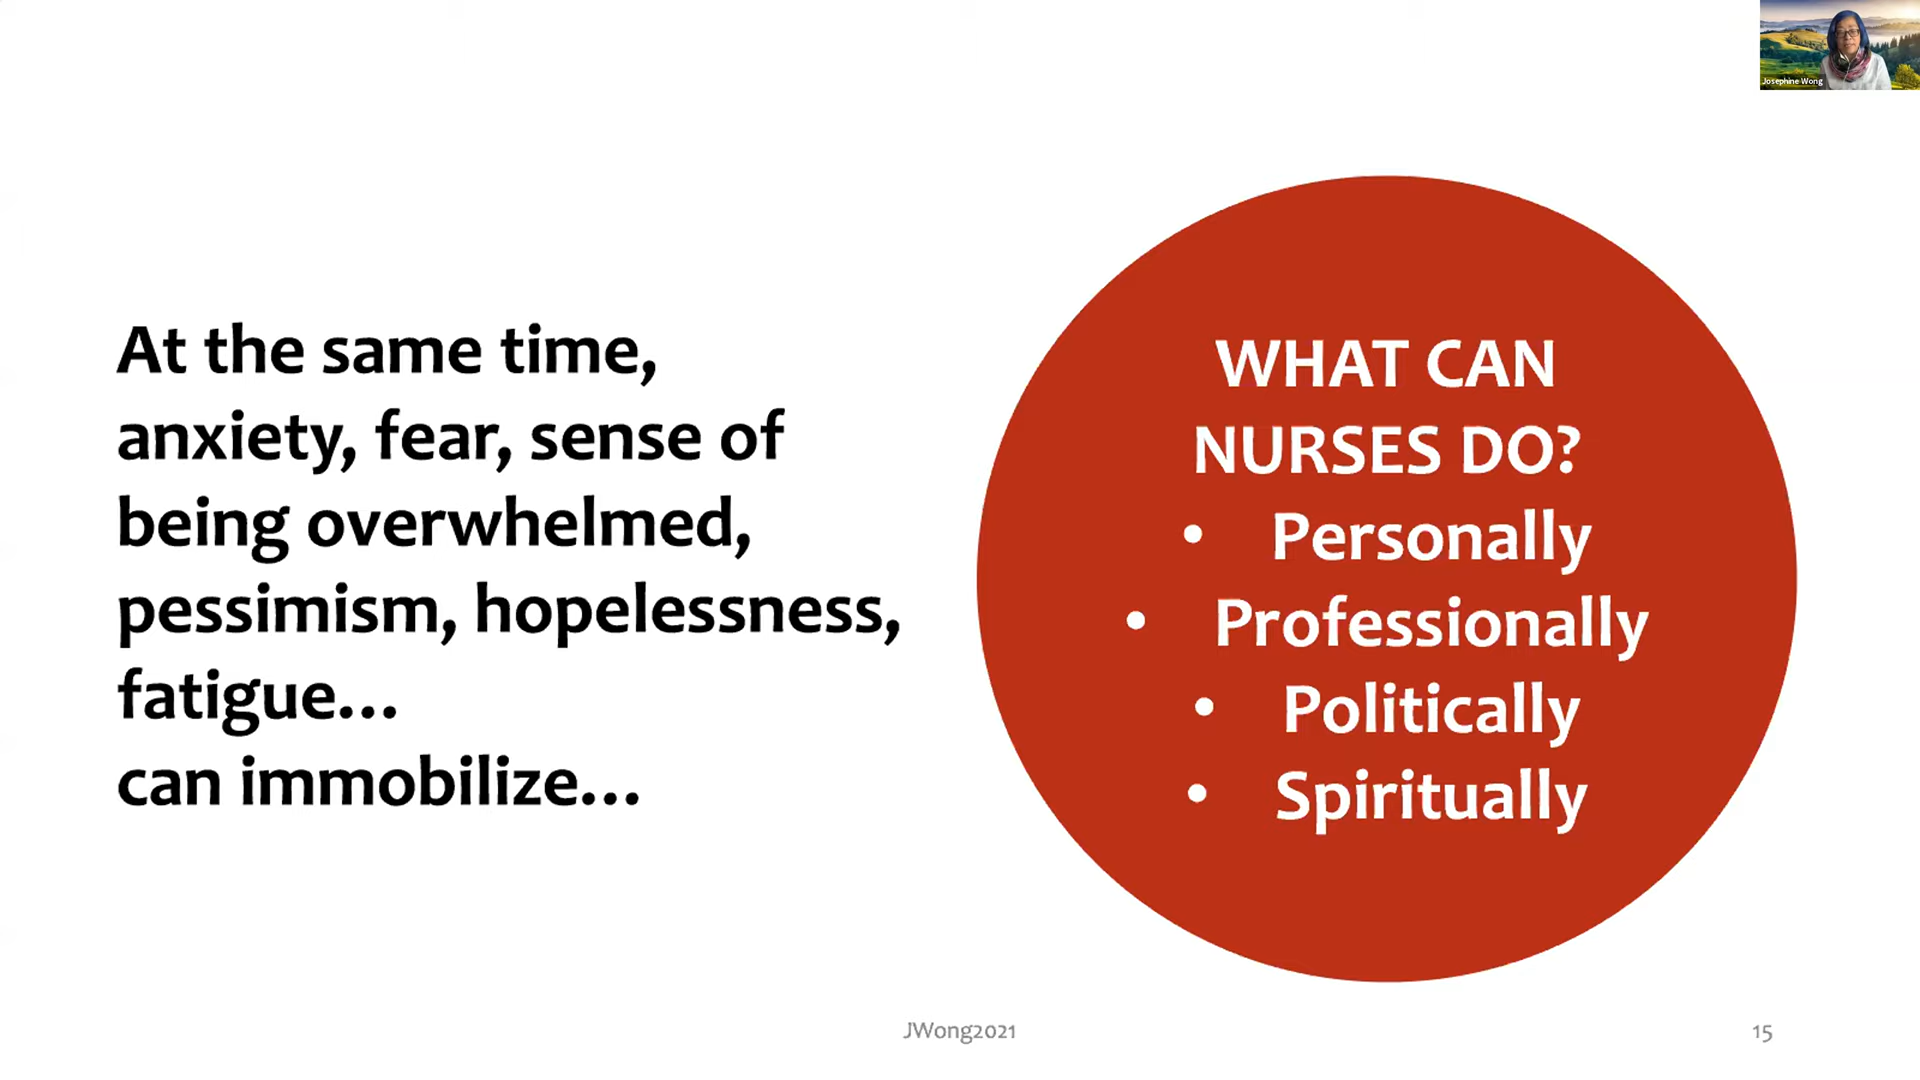 Josephine Wong
At the same time,
anxiety, fear, sense of
being overwhelmed,
pessimism, hopelessness,
fatigue...
can immobilize...
WHAT CAN
NURSES DO?
• Personally
• Professionally
• Politically
• Spiritually
JWong2021
15